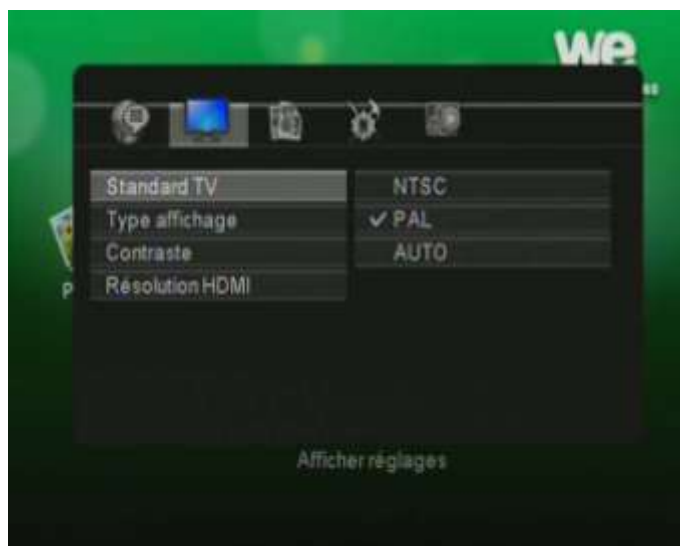 we
Standard TV
NTSC
Type affichage
PAL
Contraste
AUTO
Résolution HDMI
P
Afficher réglages